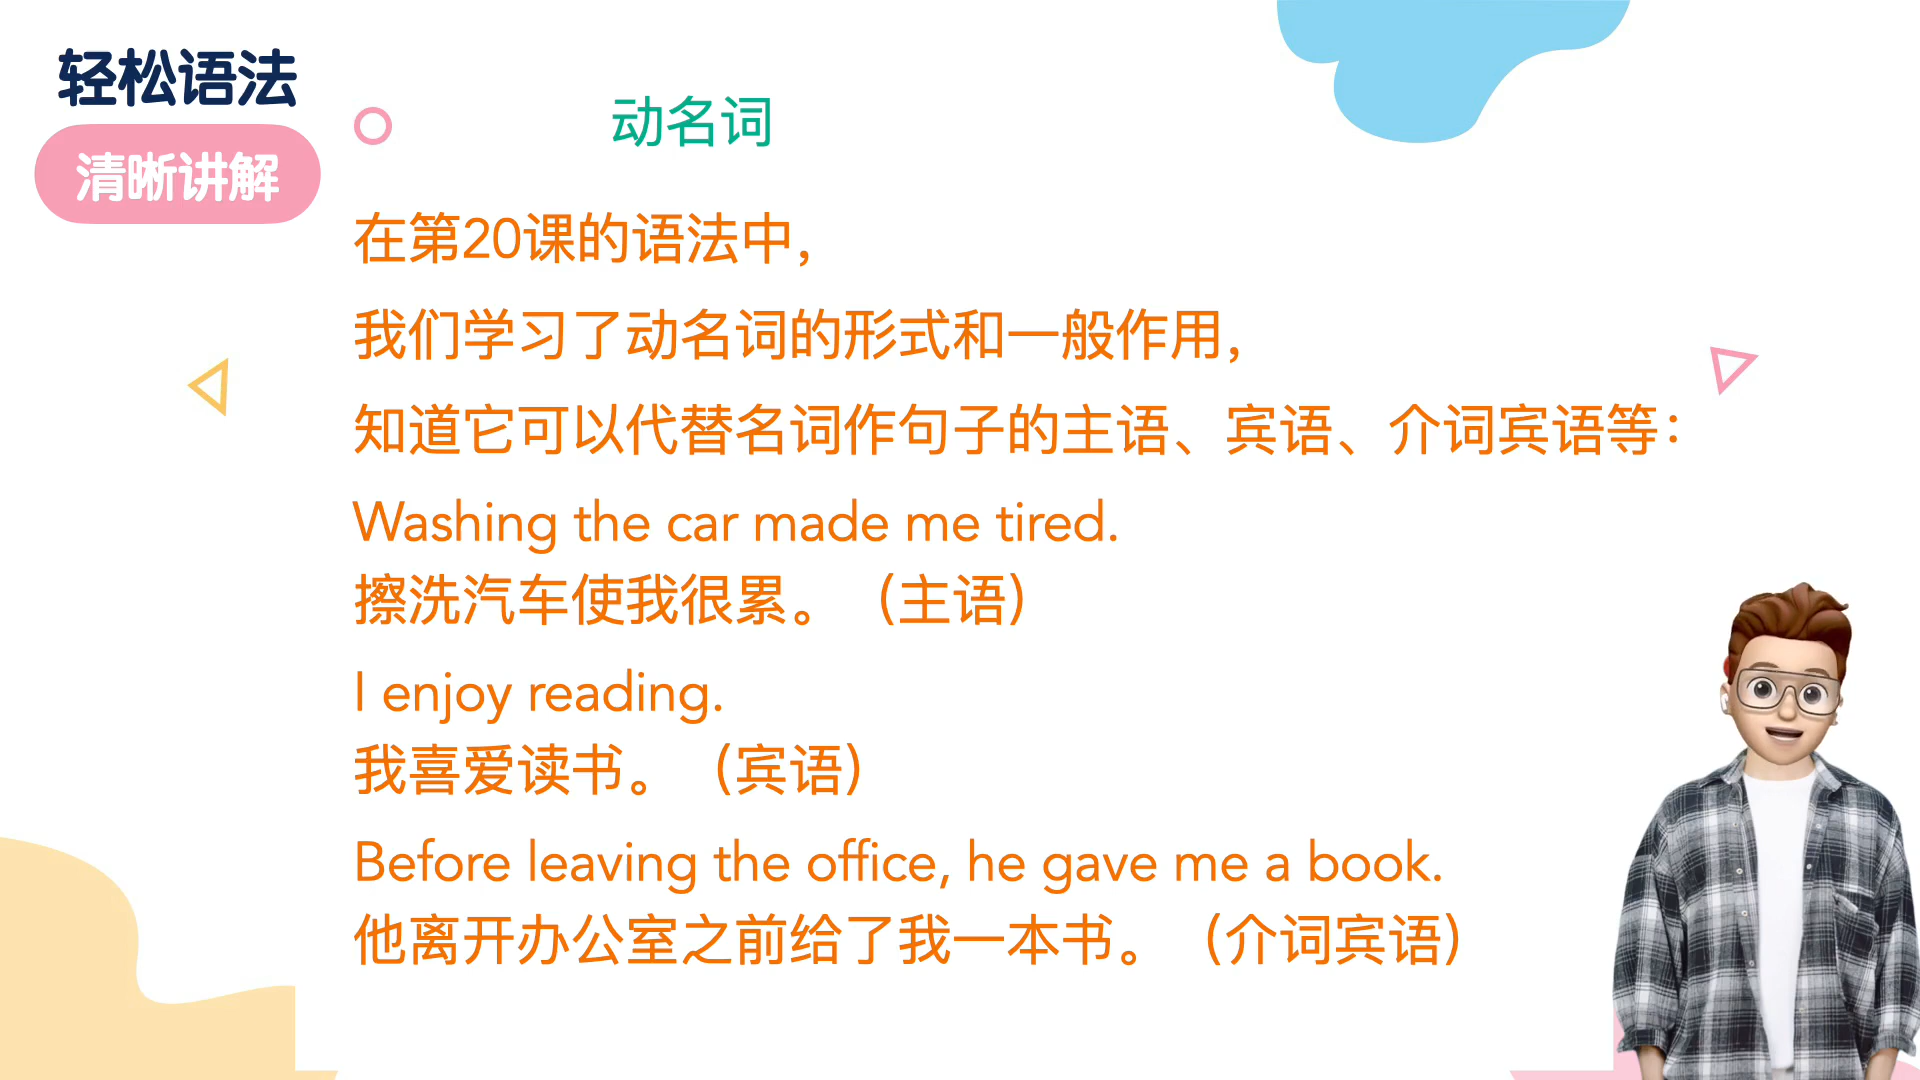 轻松语法
清晰讲解
动名词
在第20课的语法中，
我们学习了动名词的形式和一般作用，
知道它可以代替名词作句子的主语、宾语、介词宾语等：
Washing the car made me tired.
擦洗汽车使我很累。（主语）
I enjoy reading.
我喜爱读书。（宾语）
Before leaving the office, he gave me a book.
他离开办公室之前给了我一本书。（介词宾语）